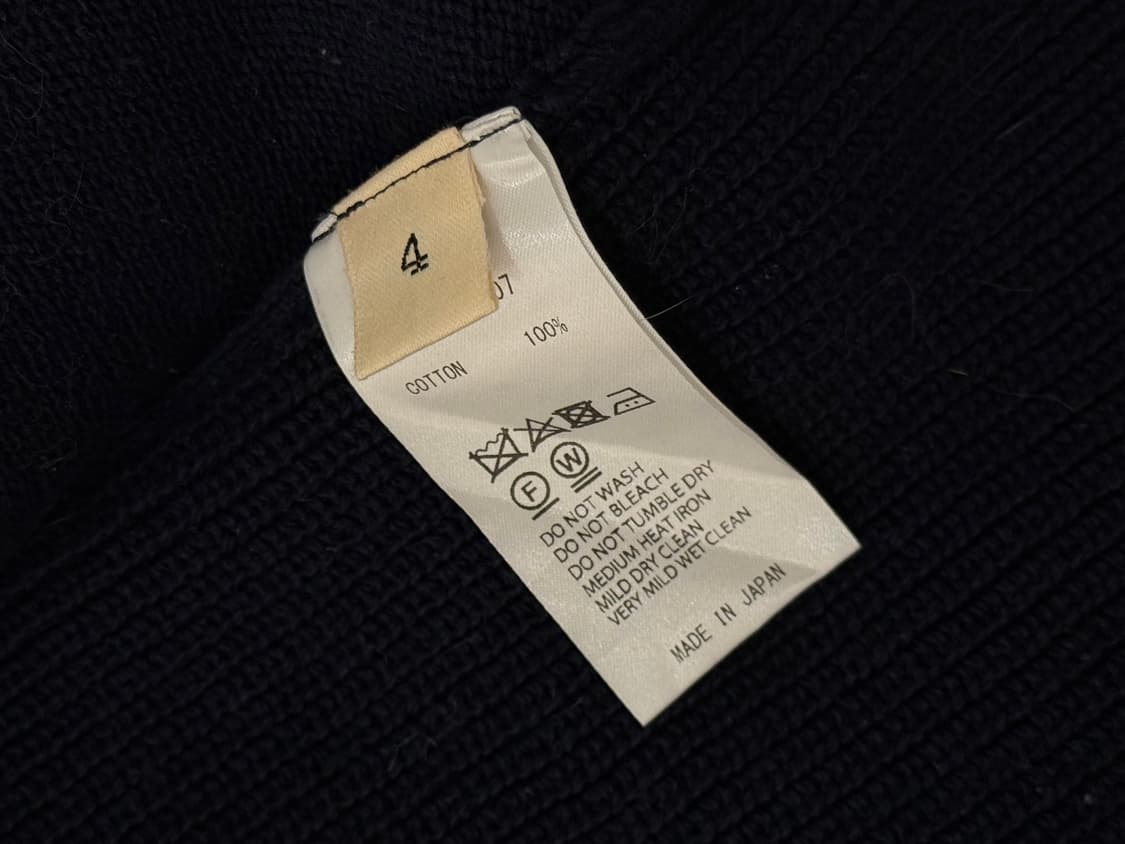 4
07
COTTON 100%
F W
DO NOT WASH
DO NOT BLEACH
DO NOT TUMBLE DRY
MEDIUM HEAT IRON
MILD DRY CLEAN
VERY MILD WET CLEAN
MADE IN JAPAN